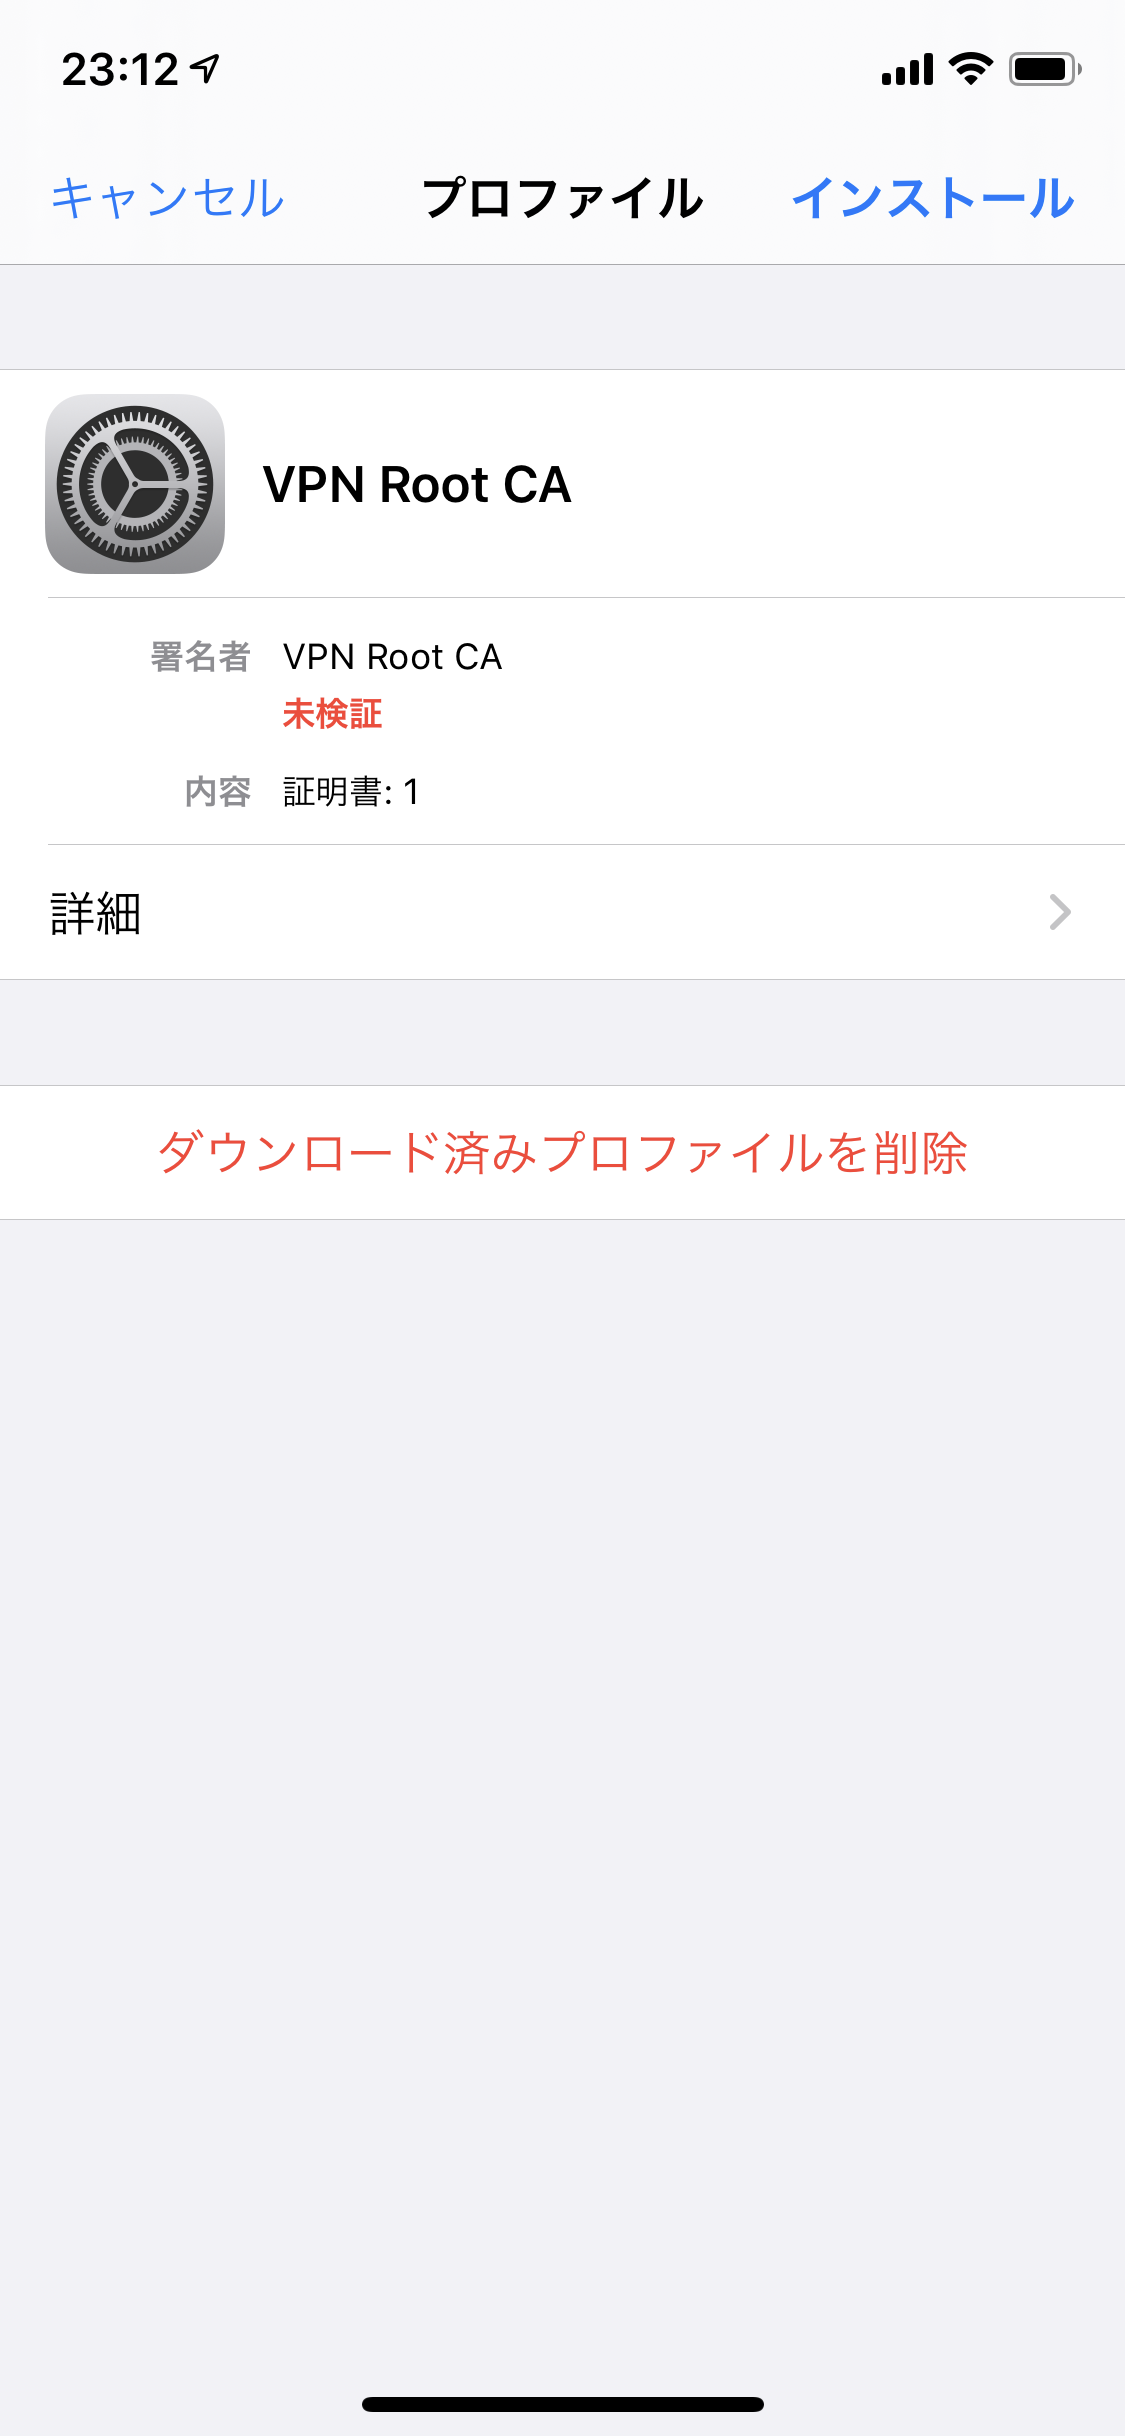 23:12
キャンセル プロファイル インストール
VPN Root CA
署名者 VPN Root CA
未検証
内容 証明書: 1
詳細
ダウンロード済みプロファイルを削除